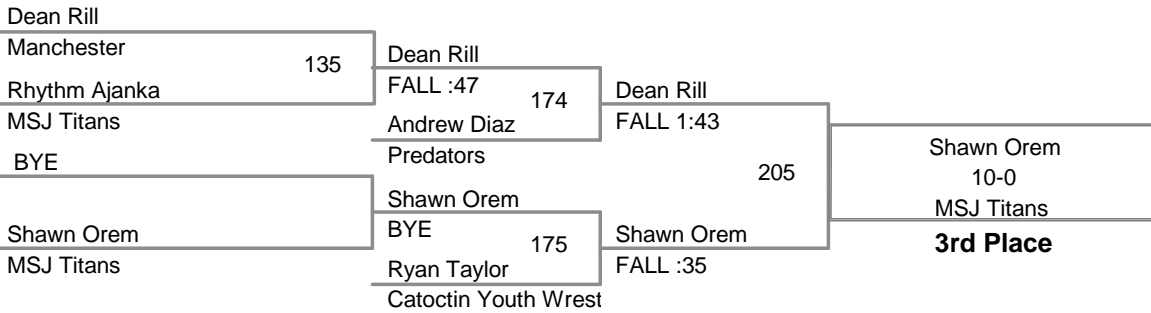 Dean Rill
Manchester
135
Rhythm Ajanka
MSJ Titans
BYE
Shawn Orem
MSJ Titans
Dean Rill
FALL :47
174
Andrew Diaz
Predators
Shawn Orem
BYE
175
Ryan Taylor
Catoctin Youth Wrest
Dean Rill
FALL 1:43
205
Shawn Orem
FALL :35
Shawn Orem
10-0
MSJ Titans
3rd Place